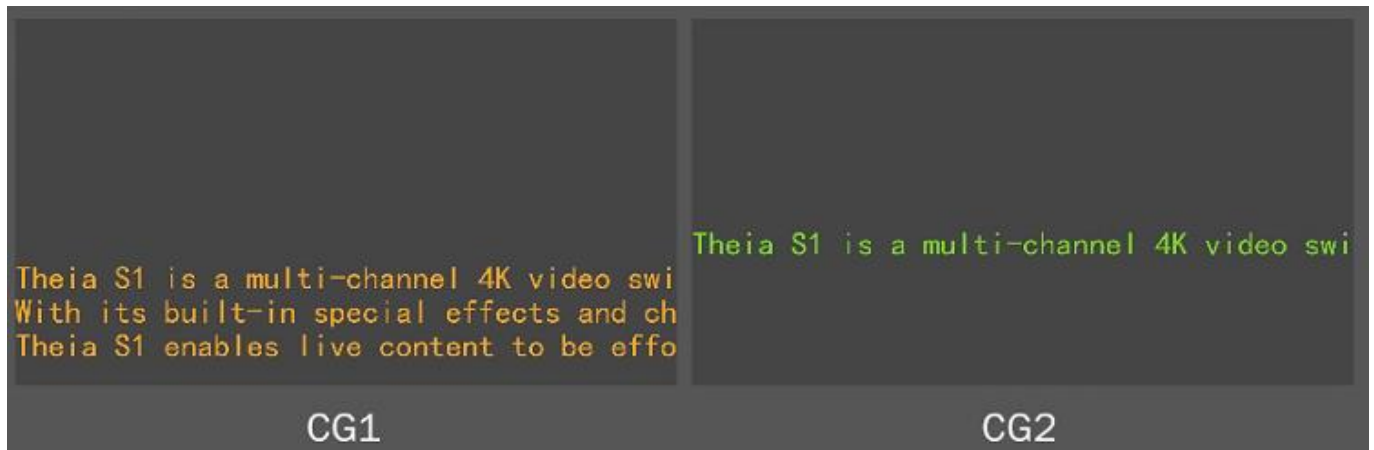 Theia S1 is a multi-channel 4K video swi
With its built-in special effects and ch
Theia S1 enables live content to be effo
CG1
Theia S1 is a multi-channel 4K video swi
CG2